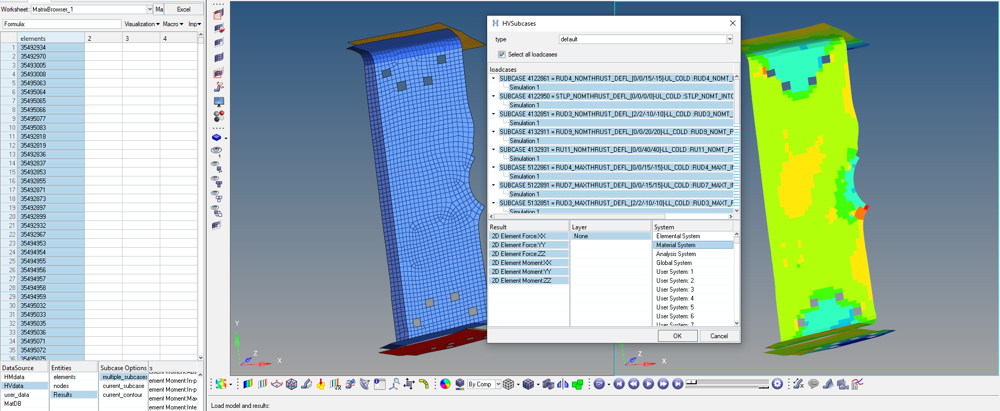 Worksheet: MatrixBrowser_1 Ma Excel
Formula: Visualization Macro Imp
elements 2 3 4
1 35492934
2 35492970
3 35493005
4 35493008
5 35495063
6 35495064
7 35495065
8 35495066
9 35495077
10 35495083
11 35492818
12 35492819
13 35492836
14 35492837
15 35492853
16 35492855
17 35492871
18 35492873
19 35492897
20 35492899
21 35492932
22 35492967
23 35494953
24 35494954
25 35494955
26 35494956
27 35494957
28 35494958
29 35494959
30 35495032
31 35495033
32 35495035
33 35495036
34 35495071
35 35495072
36 35495075
DataSource Entities Subcase Options :s
HMdata elements multiple_subcases
HVdata nodes current_subcase ement Moment:In-p
user_data Results current_contour ement Moment:In-p
MatDB ement Moment:Max
ement Moment:Inte
1
Y
Z
X
HVSubcases
type default
Select all loadcases
loadcases
SUBCASE 4122861 = RUD4_NOMTHRUST_DEFL_[0/0/15/-15]-UL_COLD :RUD4_NOMT_I
Simulation 1
SUBCASE 4122950 = STLP_NOMTHRUST_DEFL_[0/0/0/0]-UL_COLD :STLP_NOMT_INTC
Simulation 1
SUBCASE 4132851 = RUD3_NOMTHRUST_DEFL_[2/2/-10/-10]-LL_COLD :RUD3_NOMT_
Simulation 1
SUBCASE 4132911 = RUD9_NOMTHRUST_DEFL_[0/0/20/20]-LL_COLD :RUD9_NOMT_P
Simulation 1
SUBCASE 4132931 = RU11_NOMTHRUST_DEFL_[0/0/40/40]-LL_COLD :RU11_NOMT_P2
Simulation 1
SUBCASE 5122861 = RUD4_MAXTHRUST_DEFL_[0/0/15/-15]-UL_COLD :RUD4_MAXT_II
Simulation 1
SUBCASE 5122891 = RUD7_MAXTHRUST_DEFL_[0/0/-15/15]-UL_COLD :RUD7_MAXT_II
Simulation 1
SUBCASE 5132851 = RUD3_MAXTHRUST_DEFL_[2/2/-10/-10]-LL_COLD :RUD3_MAXT_F
Simulation 1
Result Layer System
2D Element Force:XX None Elemental System
2D Element Force:YY Material System
2D Element Force:ZZ Analysis System
2D Element Moment:XX Global System
2D Element Moment:YY User System: 1
2D Element Moment:ZZ User System: 2
User System: 3
User System: 4
User System: 5
User System: 6
User System: 7
OK Cancel
Y
Z
X
By Comp
Load model and results: